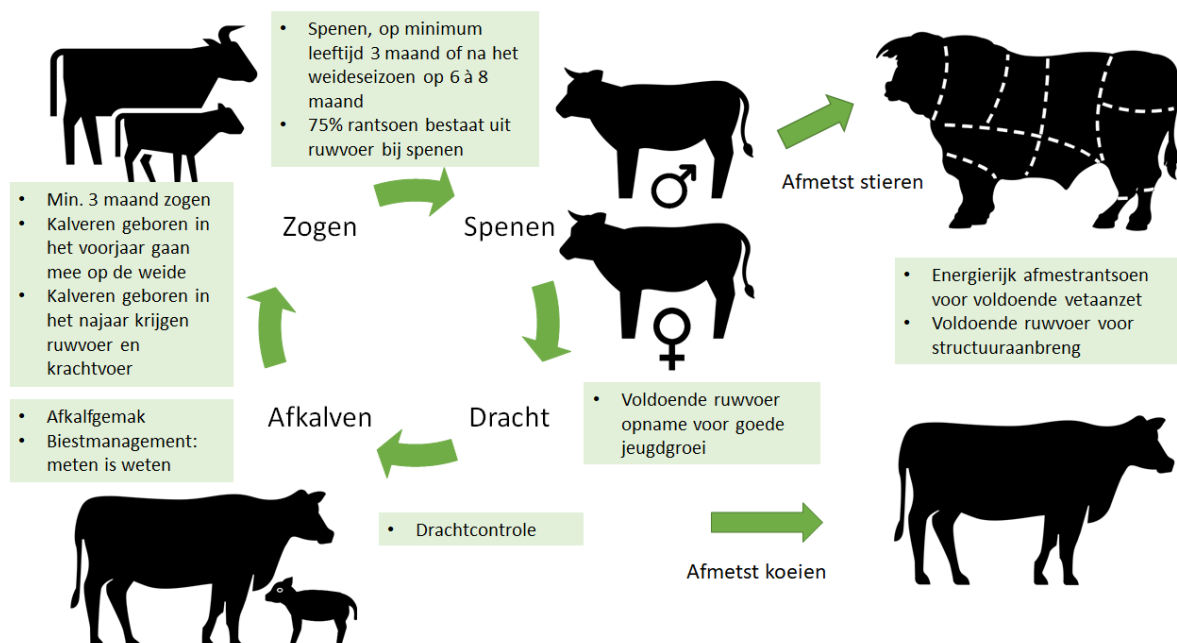 • Spenen, op minimum
leeftijd 3 maand of na het
weideseizoen op 6 à 8
maand
• 75% rantsoen bestaat uit
ruwvoer bij spenen
Afmetst stieren
• Min. 3 maand zogen
• Kalveren geboren in
het voorjaar gaan
mee op de weide
• Kalveren geboren in
het najaar krijgen
ruwvoer en
krachtvoer
Zogen
Spenen
• Energierijk afmestrantsoen
voor voldoende vetaanzet
• Voldoende ruwvoer voor
structuuraanbreng
• Afkalfgemak
• Biestmanagement:
meten is weten
Afkalven
Dracht
• Voldoende ruwvoer
opname voor goede
jeugdgroei
• Drachtcontrole
Afmetst koeien